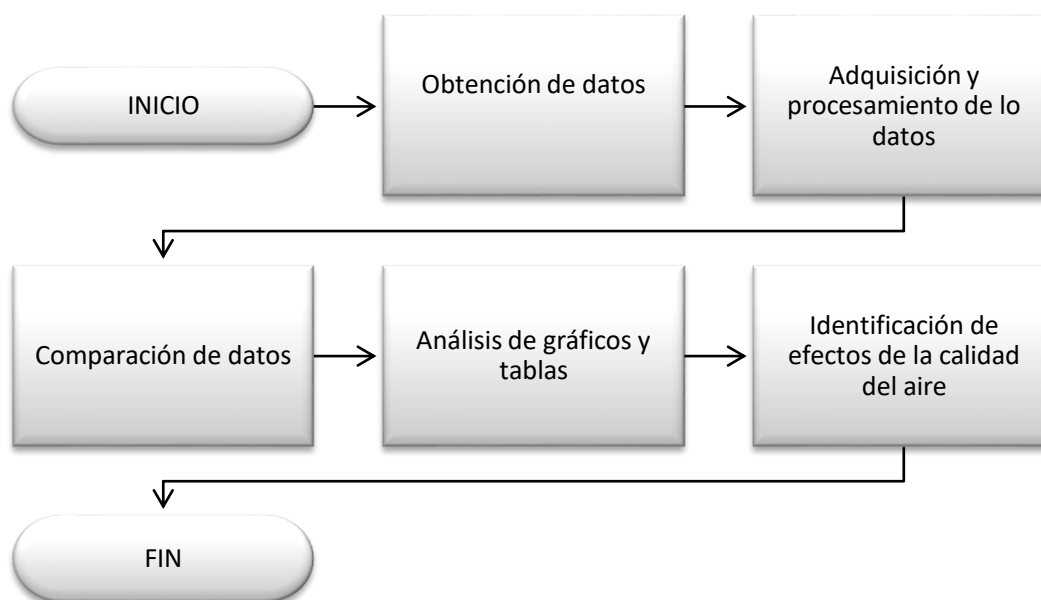 INICIO
Obtención de datos
Adquisición y
procesamiento de lo
datos
Comparación de datos
Análisis de gráficos y
tablas
Identificación de
efectos de la calidad
del aire
FIN